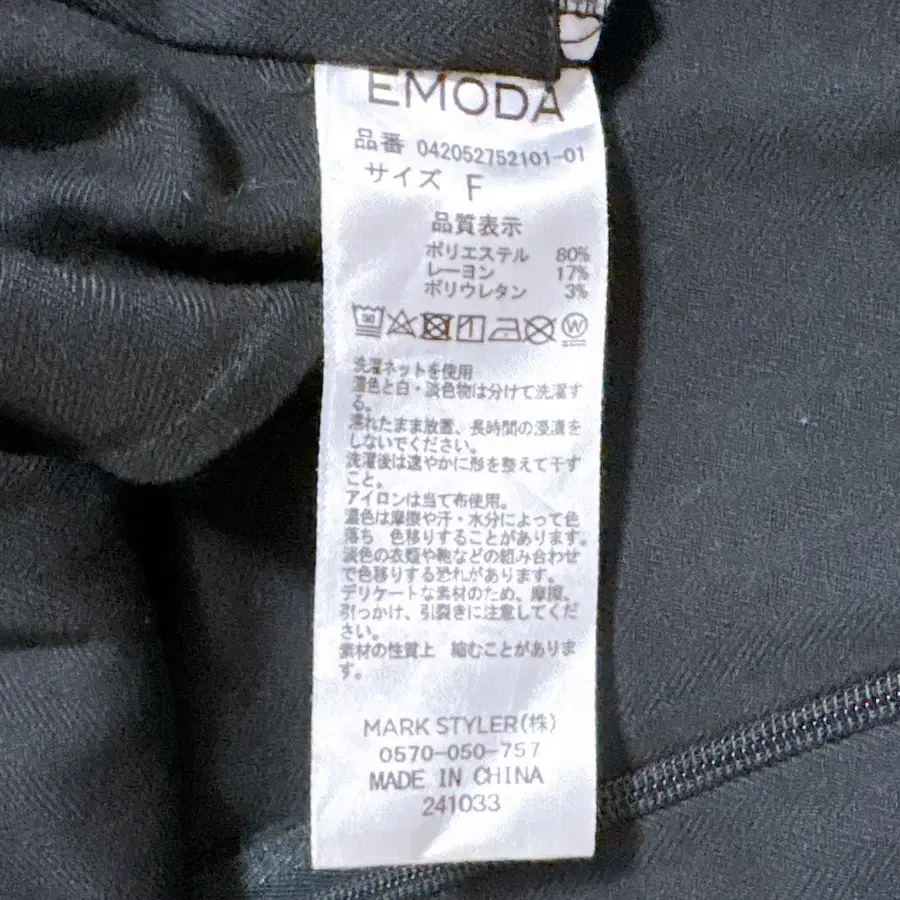 EMODA
品番 042052752101-01
サイズ F
品質表示
ポリエステル 80%
レーヨン 17%
ポリウレタン 3%
30
W
洗濯ネットを使用
濃色と白・淡色物は分けて洗濯す
る。
濡れたまま放置、長時間の浸漬を
しないでください。
洗濯後は速やかに形を整えて干す
こと。
アイロンは当て布使用。
濃色は摩擦や汗・水分によって色
落ち 色移りすることがあります。
淡色の衣類や鞄などの組み合わせ
で色移りする恐れがあります。
デリケートな素材のため、摩擦、
引っかけ、引裂きに注意してくだ
さい。
素材の性質上 縮むことがありま
す。
MARK STYLER(株)
0570-050-757
MADE IN CHINA
241033